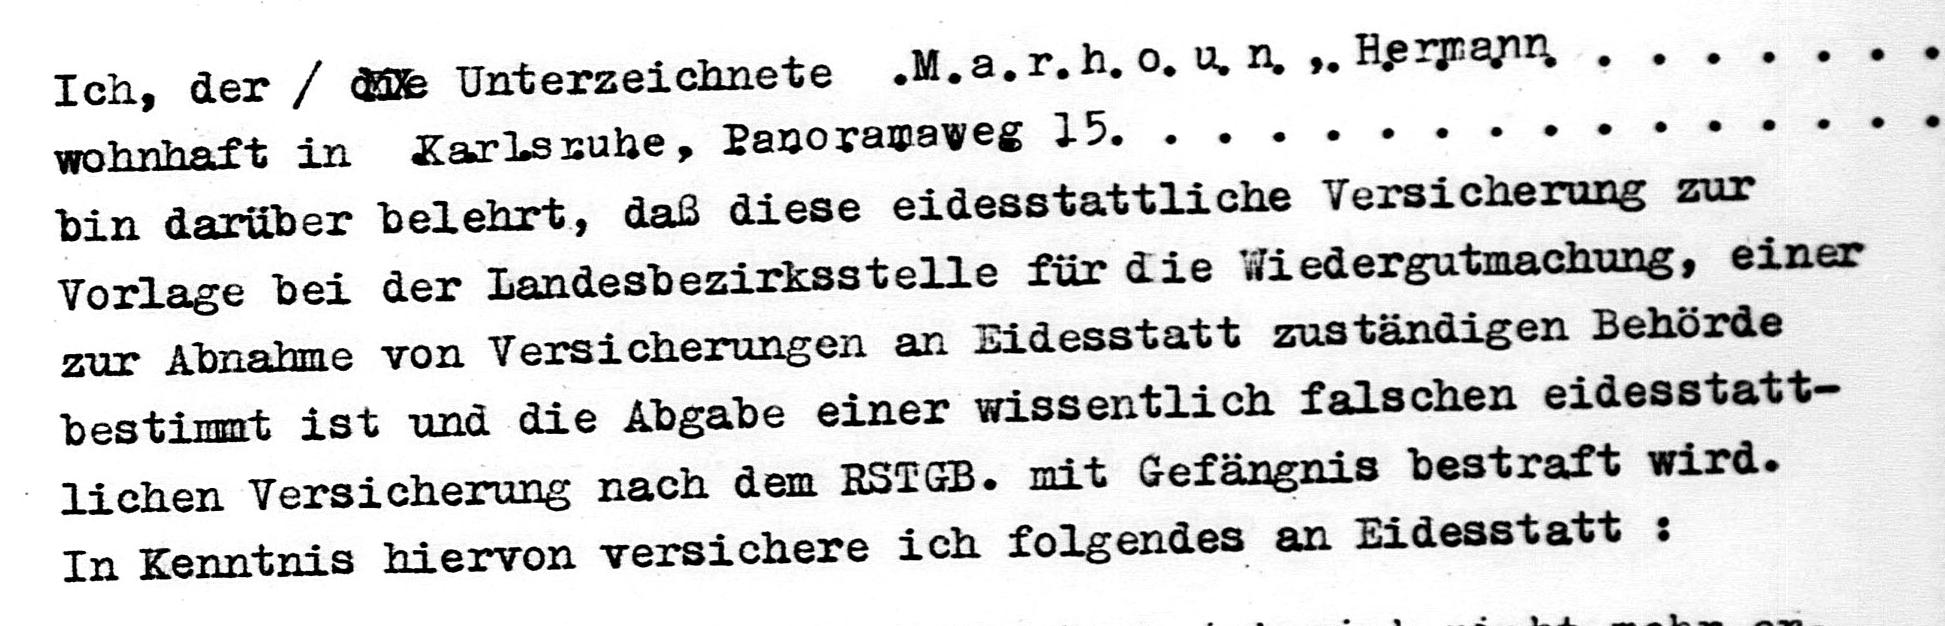 Ich, der / die Unterzeichnete .M.a.r.h.o.u.n.,. Hermann . . . . . . .
wohnhaft in Karlsruhe, Panoramaweg 15. . . . . . . . . . . . . . . .
bin darüber belehrt, daß diese eidesstattliche Versicherung zur
Vorlage bei der Landesbezirksstelle für die Wiedergutmachung, einer
zur Abnahme von Versicherungen an Eidesstatt zuständigen Behörde
bestimmt ist und die Abgabe einer wissentlich falschen eidesstatt-
lichen Versicherung nach dem RSTGB. mit Gefängnis bestraft wird.
In Kenntnis hiervon versichere ich folgendes an Eidesstatt :